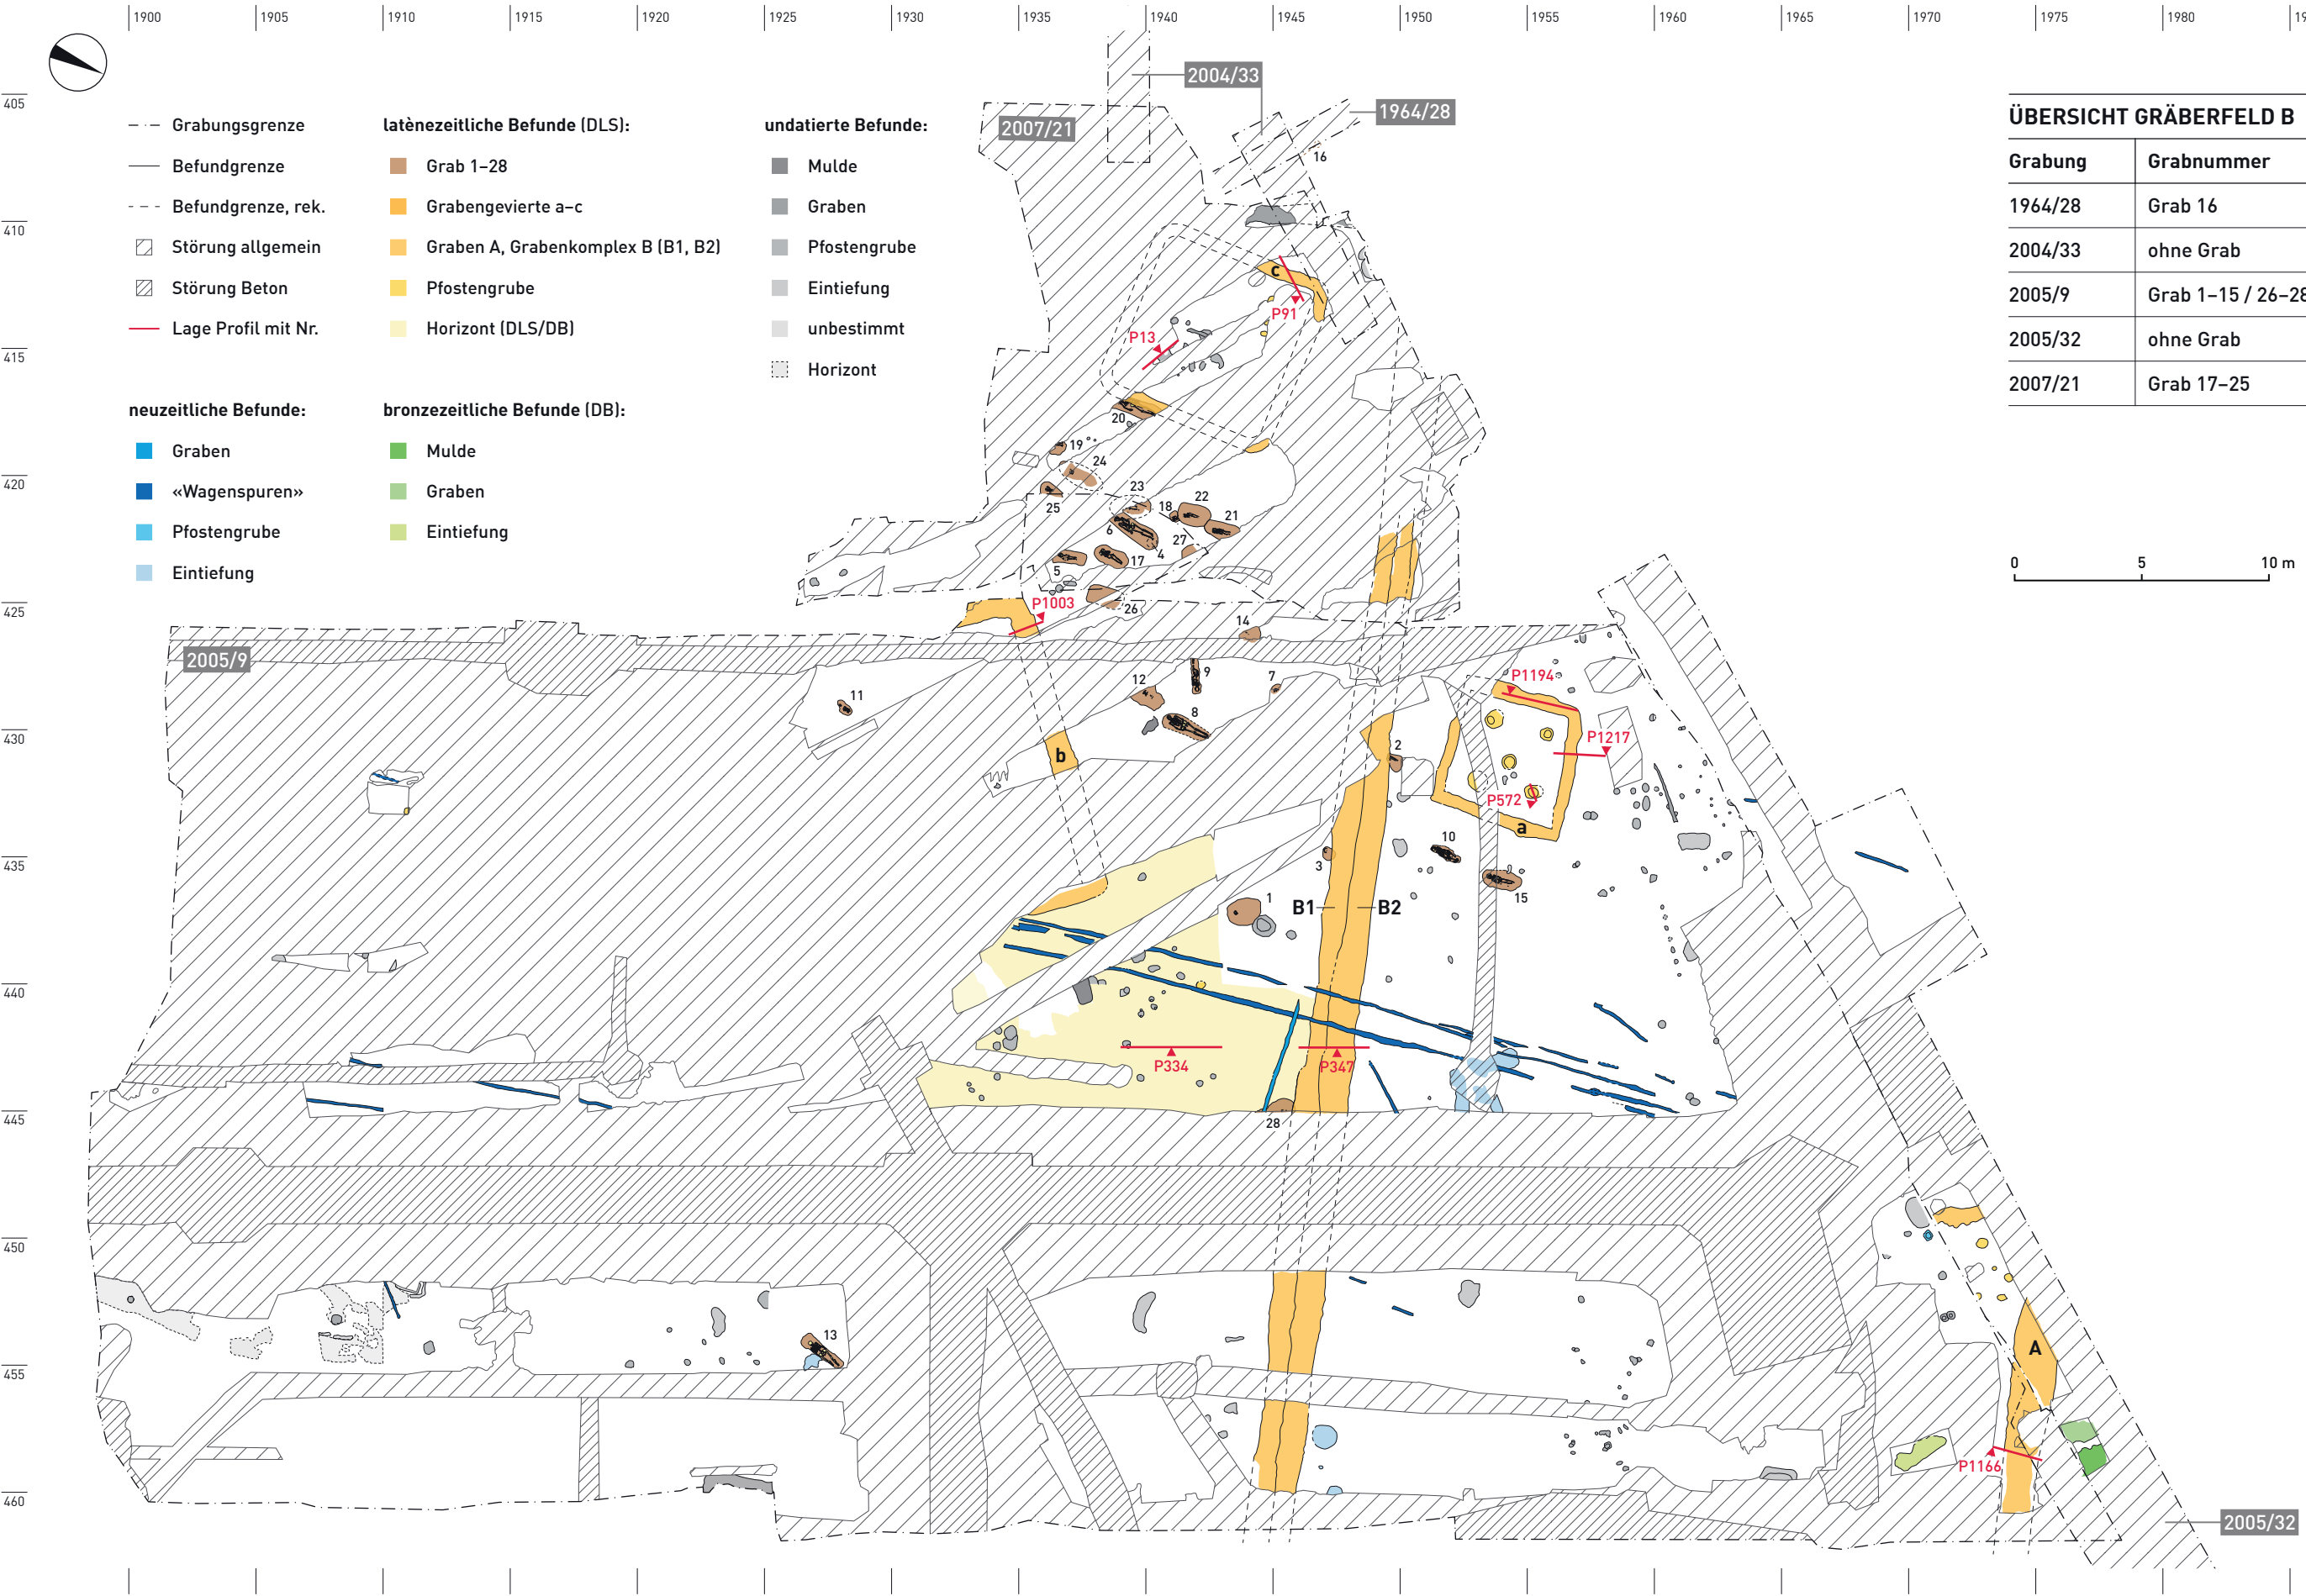 1900 1905 1910 1915 1920 1925 1930 1935 1940 1945 1950 1955 1960 1965 1970 1975 1980
405
410
415
420
425
430
435
440
445
450
455
460
Grabungsgrenze
Befundgrenze
Befundgrenze, rek.
Störung allgemein
Störung Beton
Lage Profil mit Nr.
neuzeitliche Befunde:
Graben
«Wagenspuren»
Pfostengrube
Eintiefung
latènezeitliche Befunde (DLS):
Grab 1–28
Grabengevierte a–c
Graben A, Grabenkomplex B (B1, B2)
Pfostengrube
Horizont (DLS/DB)
bronzezeitliche Befunde (DB):
Mulde
Graben
Eintiefung
undatierte Befunde:
Mulde
Graben
Pfostengrube
Eintiefung
unbestimmt
Horizont
ÜBERSICHT GRÄBERFELD B
Grabung Grabnummer
1964/28 Grab 16
2004/33 ohne Grab
2005/9 Grab 1–15 / 26–28
2005/32 ohne Grab
2007/21 Grab 17–25
0 5 10 m
2004/33
1964/28
2007/21
16
c
P91
P13
20
19
24
25
23
18
22
21
6
4
27
5
17
26
P1003
14
2005/9
11
12
9
7
8
b
2
P1194
P1217
P572
a
10
3
15
1
B1
B2
P334
P347
28
13
A
P1166
2005/32